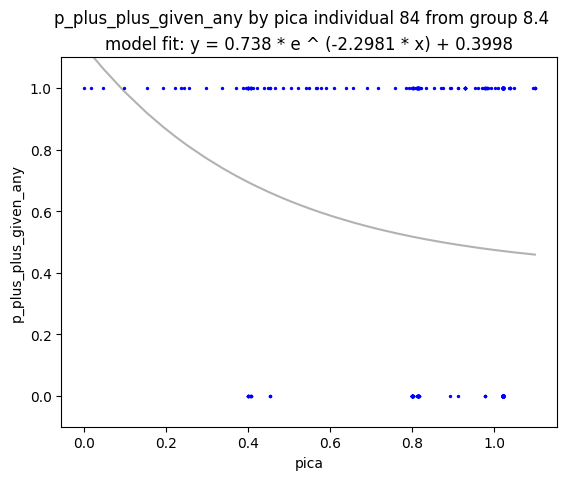 p_plus_plus_given_any by pica individual 84 from group 8.4
model fit: y = 0.738 * e ^ (-2.2981 * x) + 0.3998
p_plus_plus_given_any
1.0
0.8
0.6
0.4
0.2
0.0
0.0 0.2 0.4 0.6 0.8 1.0
pica